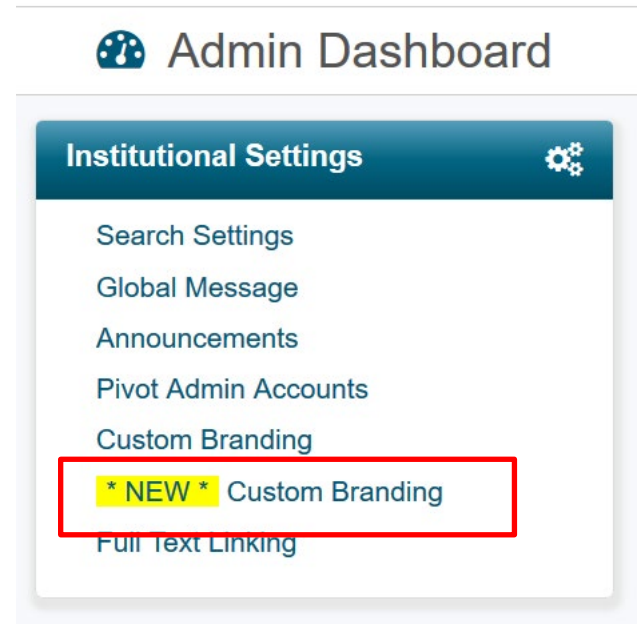 Admin Dashboard
Institutional Settings
Search Settings
Global Message
Announcements
Pivot Admin Accounts
Custom Branding
* NEW * Custom Branding
Full Text Linking